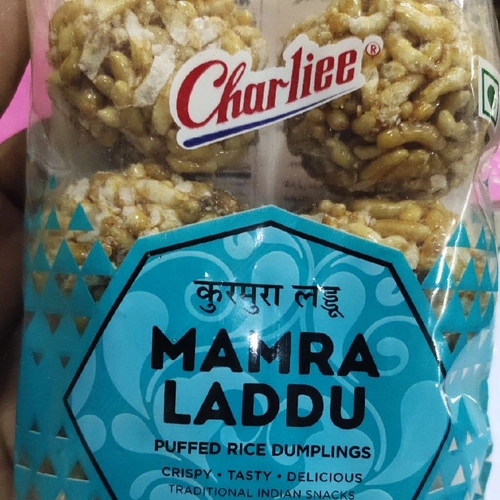 Charliee®
कुरमुरा लड्डू
MAMRA
LADDU
PUFFED RICE DUMPLINGS
CRISPY • TASTY • DELICIOUS
TRADITIONAL INDIAN SNACKS